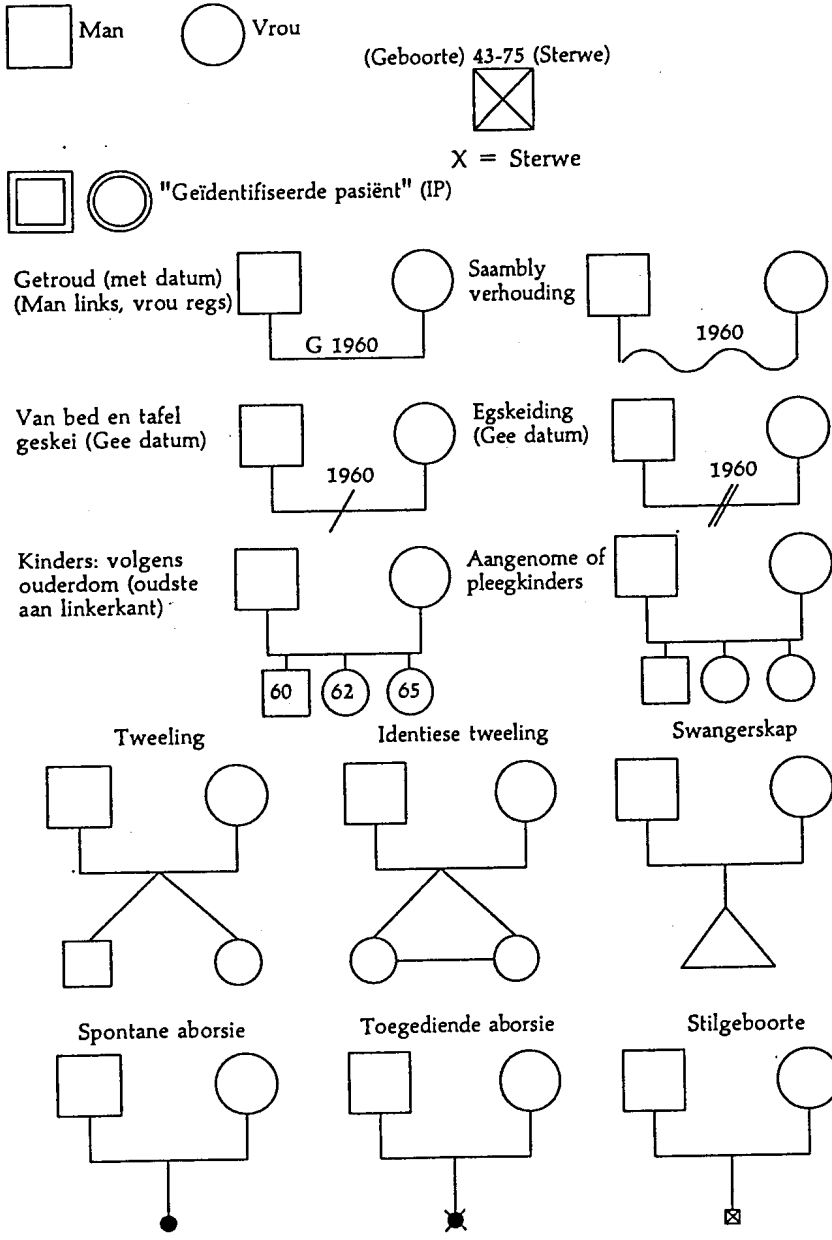 Man
Vrou
(Geboorte) 43-75 (Sterwe)
X = Sterwe
"Geïdentifiseerde pasiënt" (IP)
Getroud (met datum)
(Man links, vrou regs)
G 1960
Saambly
verhouding
1960
Van bed en tafel
geskei (Gee datum)
1960
Egskeiding
(Gee datum)
1960
Kinders: volgens
ouderdom (oudste
aan linkerkant)
60 62 65
Aangenome of
pleegkinders
Tweeling
Identiese tweeling
Swangerskap
Spontane aborsie
Toegediende aborsie
Stilgeboorte